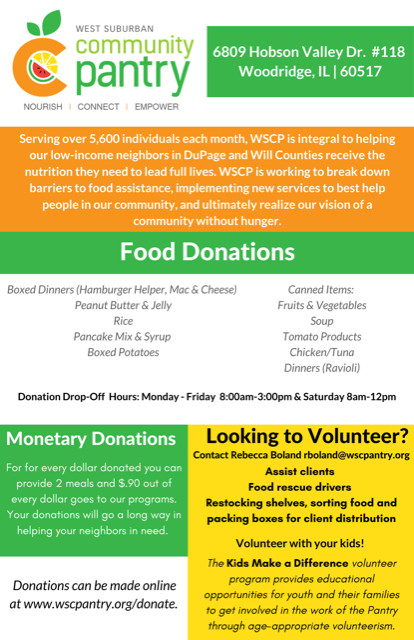 WEST SUBURBAN
community
pantry
NOURISH | CONNECT | EMPOWER
6809 Hobson Valley Dr. #118
Woodridge, IL | 60517
Serving over 5,600 individuals each month, WSCP is integral to helping
our low-income neighbors in DuPage and Will Counties receive the
nutrition they need to lead full lives. WSCP is working to break down
barriers to food assistance, implementing new services to best help
people in our community, and ultimately realize our vision of a
community without hunger.
Food Donations
Boxed Dinners (Hamburger Helper, Mac & Cheese)
Peanut Butter & Jelly
Rice
Pancake Mix & Syrup
Boxed Potatoes
Canned Items:
Fruits & Vegetables
Soup
Tomato Products
Chicken/Tuna
Dinners (Ravioli)
Donation Drop-Off Hours: Monday - Friday 8:00am-3:00pm & Saturday 8am-12pm
Monetary Donations
For for every dollar donated you can
provide 2 meals and $.90 out of
every dollar goes to our programs.
Your donations will go a long way in
helping your neighbors in need.
Donations can be made online
at www.wscpantry.org/donate.
Looking to Volunteer?
Contact Rebecca Boland rboland@wscpantry.org
Assist clients
Food rescue drivers
Restocking shelves, sorting food and
packing boxes for client distribution
Volunteer with your kids!
The Kids Make a Difference volunteer
program provides educational
opportunities for youth and their families
to get involved in the work of the Pantry
through age-appropriate volunteerism.